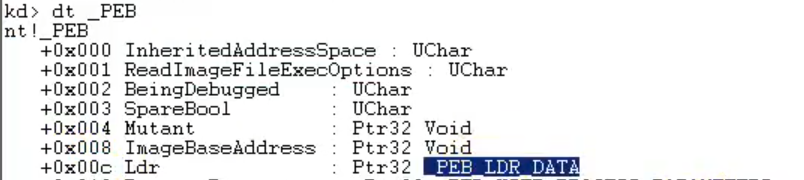 kd> dt _PEB
nt!_PEB
+0x000 InheritedAddressSpace : UChar
+0x001 ReadImageFileExecOptions : UChar
+0x002 BeingDebugged : UChar
+0x003 SpareBool : UChar
+0x004 Mutant : Ptr32 Void
+0x008 ImageBaseAddress : Ptr32 Void
+0x00c Ldr : Ptr32 _PEB_LDR_DATA